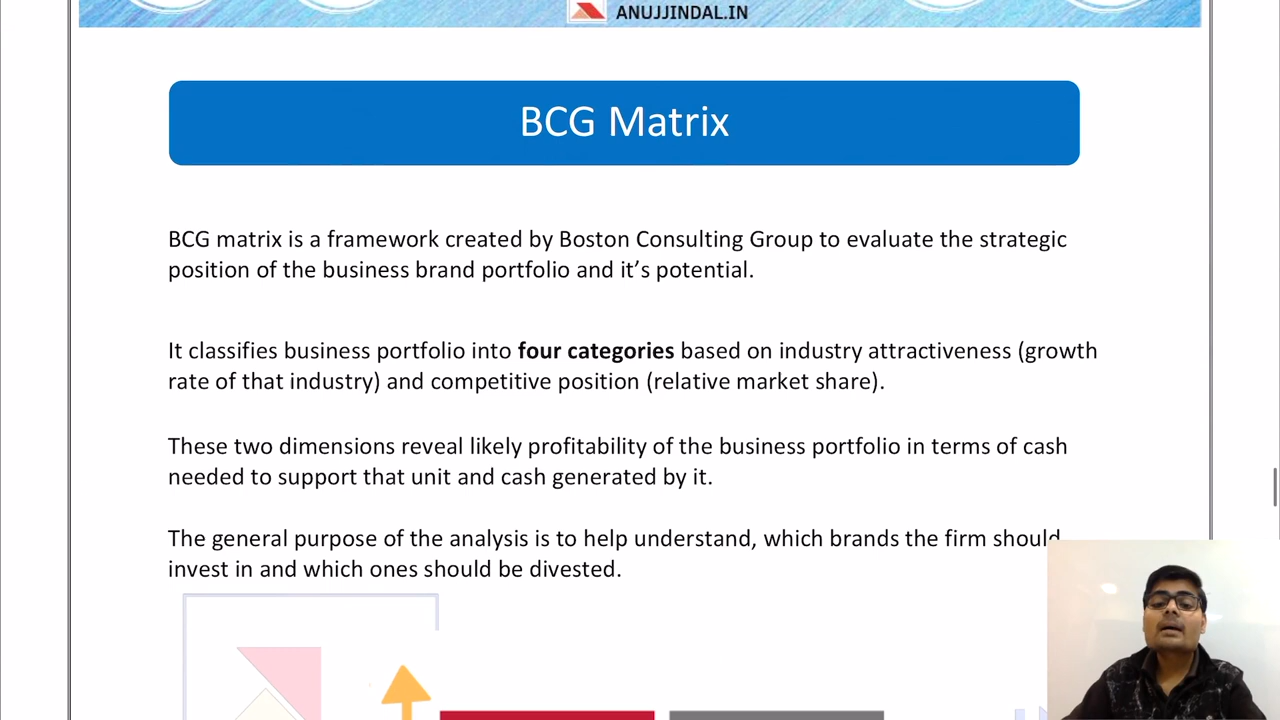 ANUJJINDAL.IN
BCG Matrix
BCG matrix is a framework created by Boston Consulting Group to evaluate the strategic
position of the business brand portfolio and it’s potential.
It classifies business portfolio into four categories based on industry attractiveness (growth
rate of that industry) and competitive position (relative market share).
These two dimensions reveal likely profitability of the business portfolio in terms of cash
needed to support that unit and cash generated by it.
The general purpose of the analysis is to help understand, which brands the firm should
invest in and which ones should be divested.